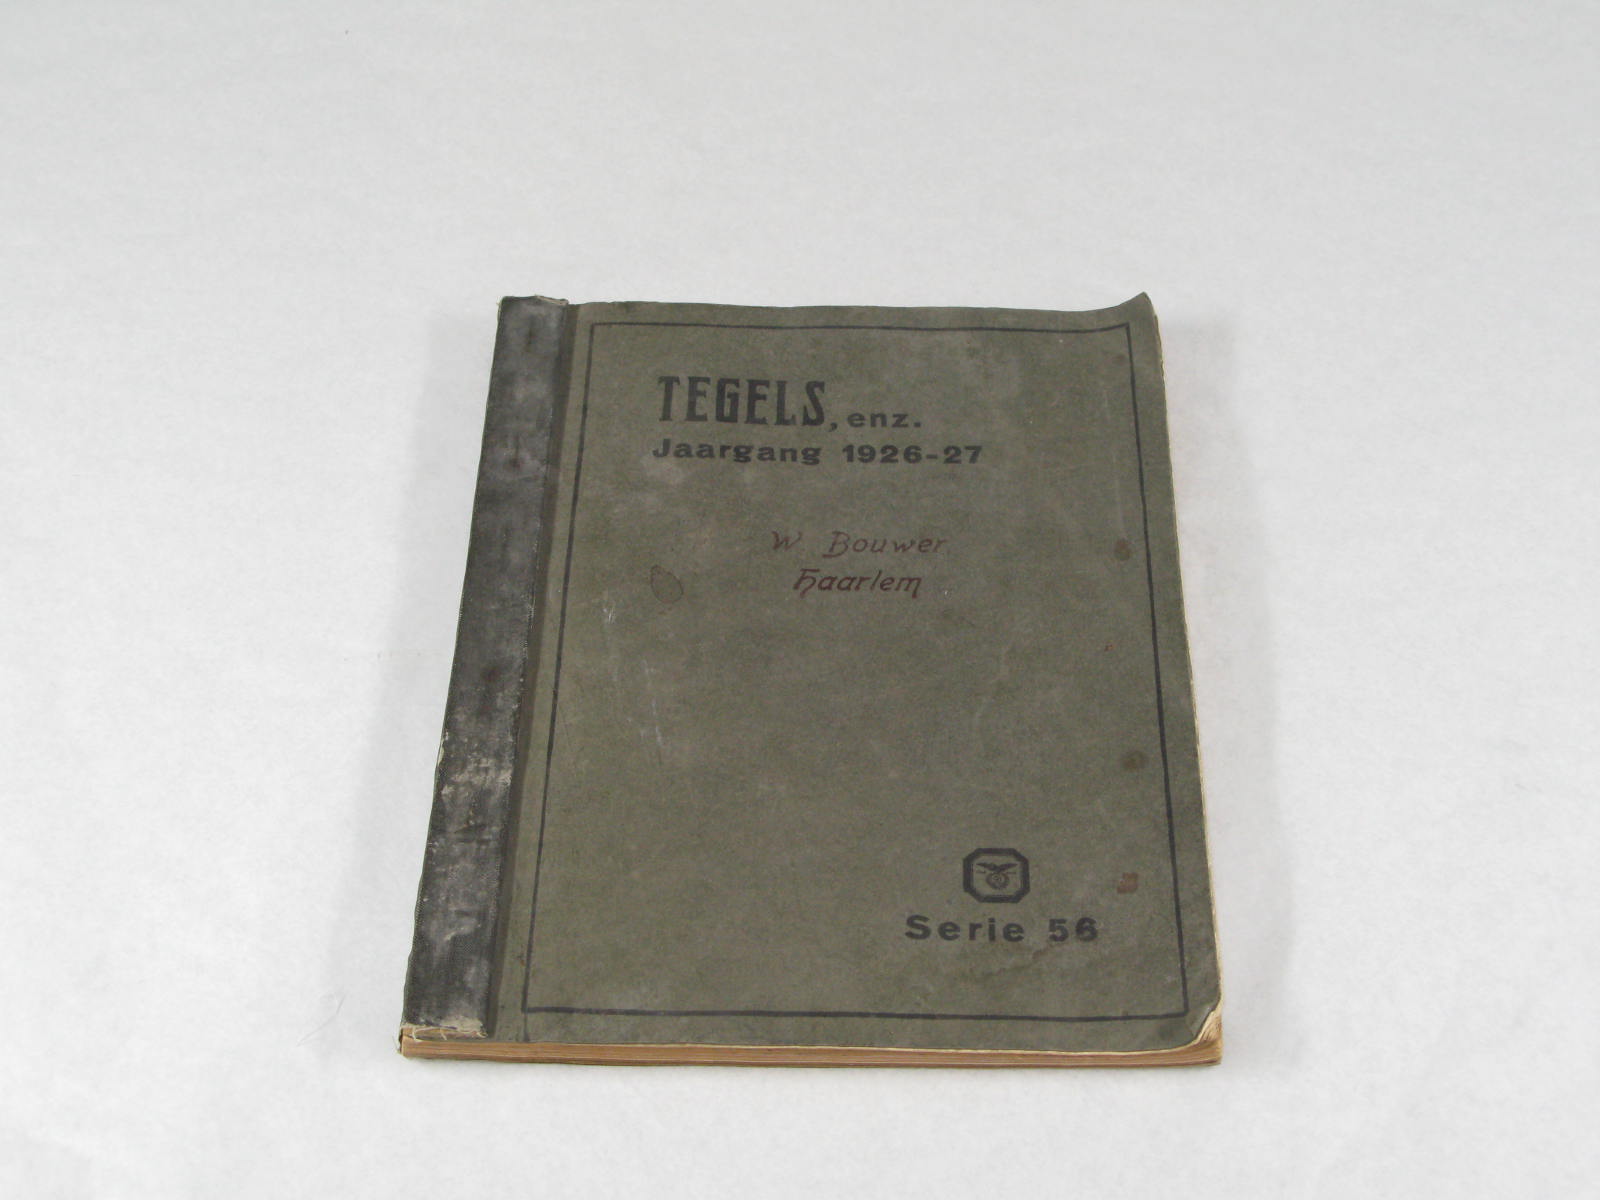 TEGELS, enz.
Jaargang 1926-27
W Bouwer
Haarlem
Serie 56